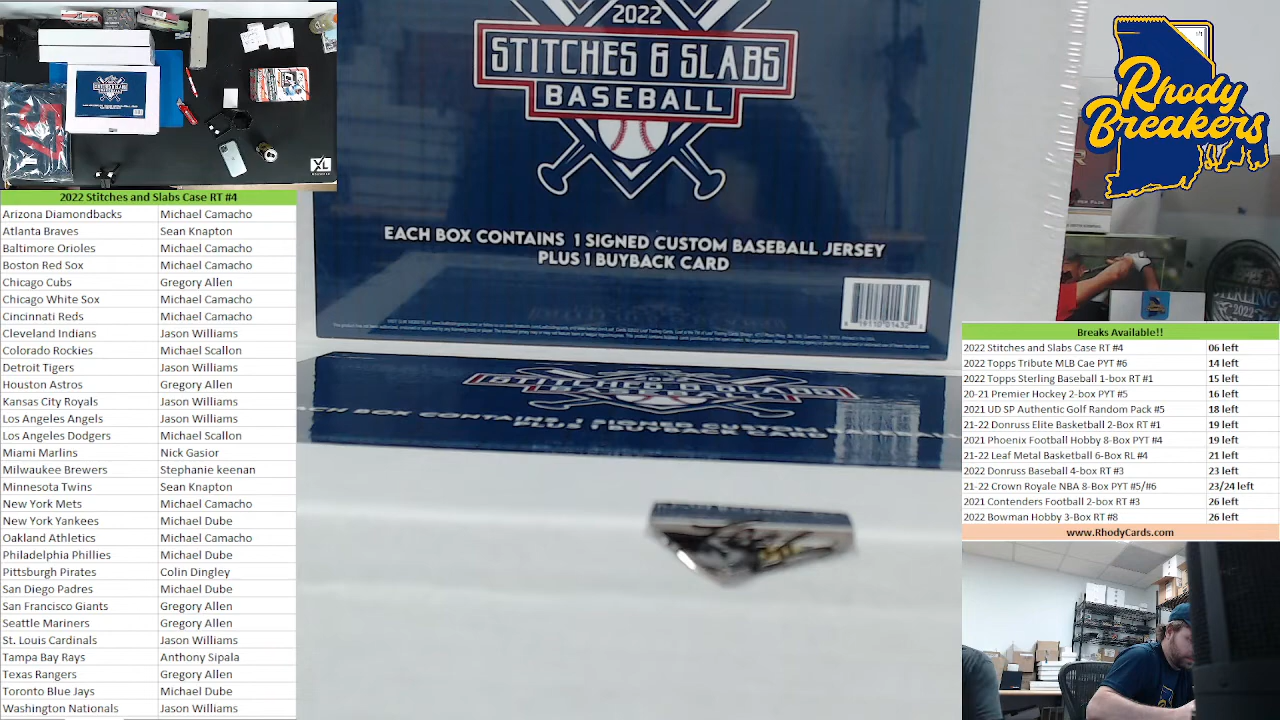 2022
STITCHES & SLABS
BASEBALL
EACH BOX CONTAINS 1 SIGNED CUSTOM BASEBALL JERSEY
PLUS 1 BUYBACK CARD
STITCHES & SLABS
Rhody
Breakers
XL
2022 Stitches and Slabs Case RT #4
Arizona Diamondbacks Michael Camacho
Atlanta Braves Sean Knapton
Baltimore Orioles Michael Camacho
Boston Red Sox Michael Camacho
Chicago Cubs Gregory Allen
Chicago White Sox Michael Camacho
Cincinnati Reds Michael Camacho
Cleveland Indians Jason Williams
Colorado Rockies Michael Scallon
Detroit Tigers Jason Williams
Houston Astros Gregory Allen
Kansas City Royals Jason Williams
Los Angeles Angels Jason Williams
Los Angeles Dodgers Michael Scallon
Miami Marlins Nick Gasior
Milwaukee Brewers Stephanie keenan
Minnesota Twins Sean Knapton
New York Mets Michael Camacho
New York Yankees Michael Dube
Oakland Athletics Michael Camacho
Philadelphia Phillies Michael Dube
Pittsburgh Pirates Colin Dingley
San Diego Padres Michael Dube
San Francisco Giants Gregory Allen
Seattle Mariners Gregory Allen
St. Louis Cardinals Jason Williams
Tampa Bay Rays Anthony Sipala
Texas Rangers Gregory Allen
Toronto Blue Jays Michael Dube
Washington Nationals Jason Williams
Breaks Available!!
2022 Stitches and Slabs Case RT #4 06 left
2022 Topps Tribute MLB Cae PYT #6 14 left
2022 Topps Sterling Baseball 1-box RT #1 15 left
20-21 Premier Hockey 2-box PYT #5 16 left
2021 UD SP Authentic Golf Random Pack #5 18 left
21-22 Donruss Elite Basketball 2-Box RT #1 19 left
2021 Phoenix Football Hobby 8-Box PYT #4 19 left
21-22 Leaf Metal Basketball 6-Box RL #4 21 left
2022 Donruss Baseball 4-box RT #3 23 left
21-22 Crown Royale NBA 8-Box PYT #5/#6 23/24 left
2021 Contenders Football 2-box RT #3 26 left
2022 Bowman Hobby 3-Box RT #8 26 left
www.RhodyCards.com